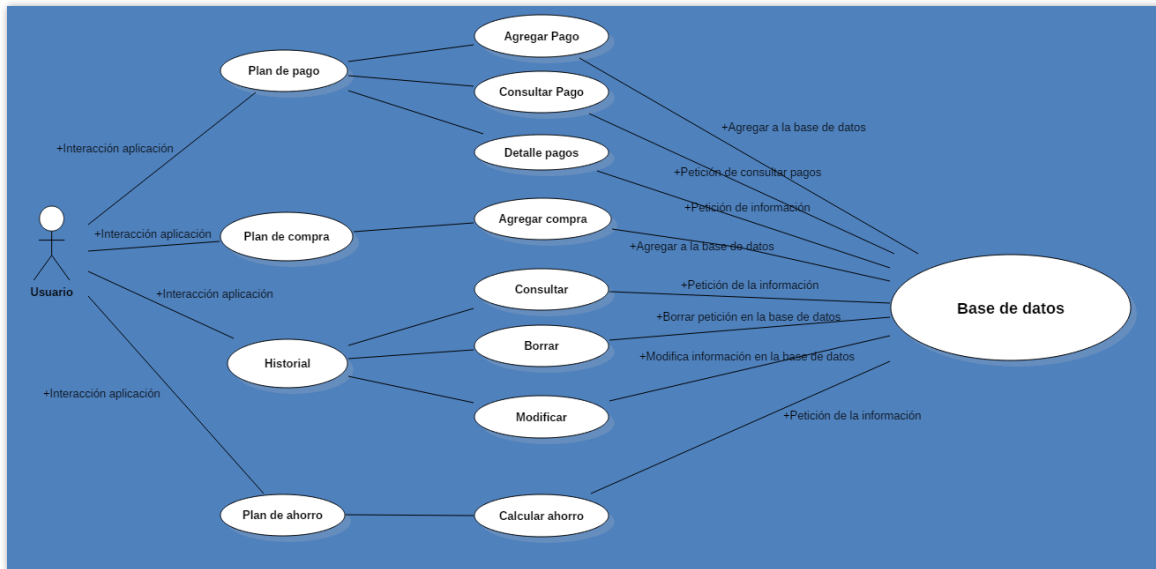 Agregar Pago
Plan de pago
Consultar Pago
+Agregar a la base de datos
+Interacción aplicación
Detalle pagos
+Petición de consultar pagos
+Petición de información
Agregar compra
+Interacción aplicación
Plan de compra
+Agregar a la base de datos
Usuario
+Interacción aplicación
Consultar
+Petición de la información
Base de datos
+Borrar petición en la base de datos
Historial
Borrar
+Modifica información en la base de datos
+Interacción aplicación
Modificar
+Petición de la información
Plan de ahorro
Calcular ahorro